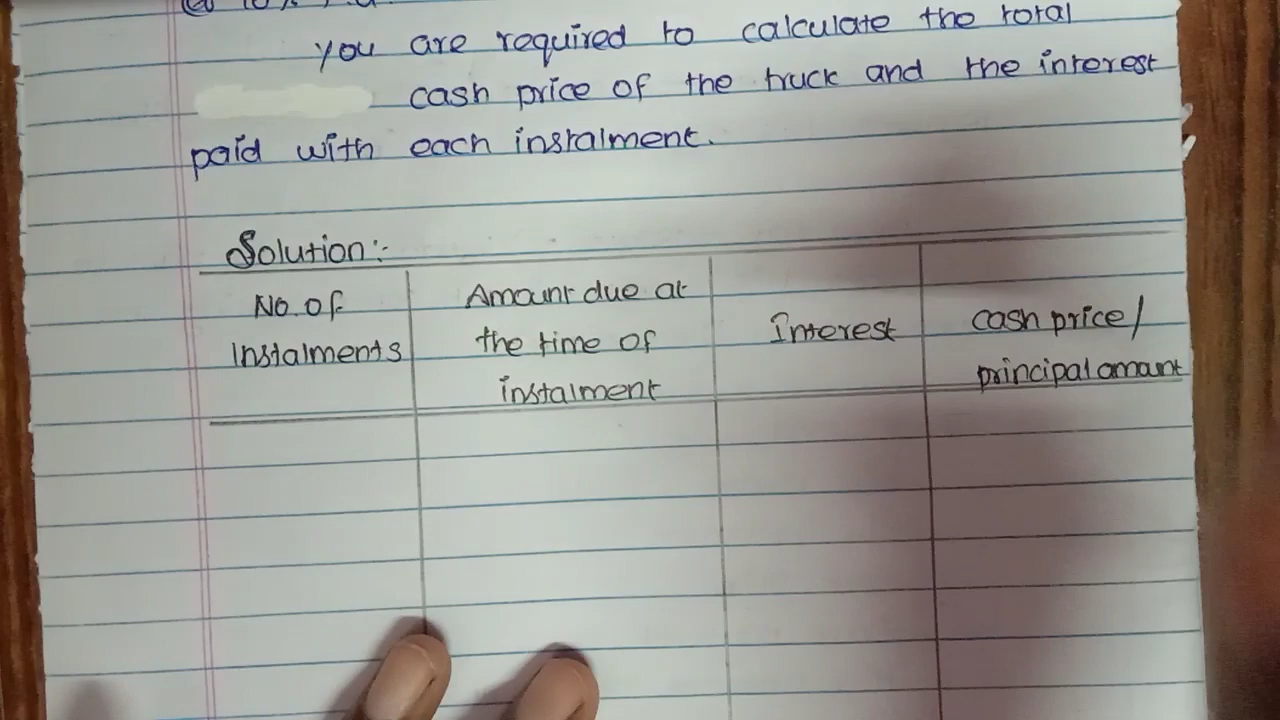 @ 10%
you are required to calculate the total
cash price of the truck and the interest
paid with each instalment.
Solution:-
No. of
Instalments
Amount due at
the time of
instalment
Interest
cash price/
principal amount